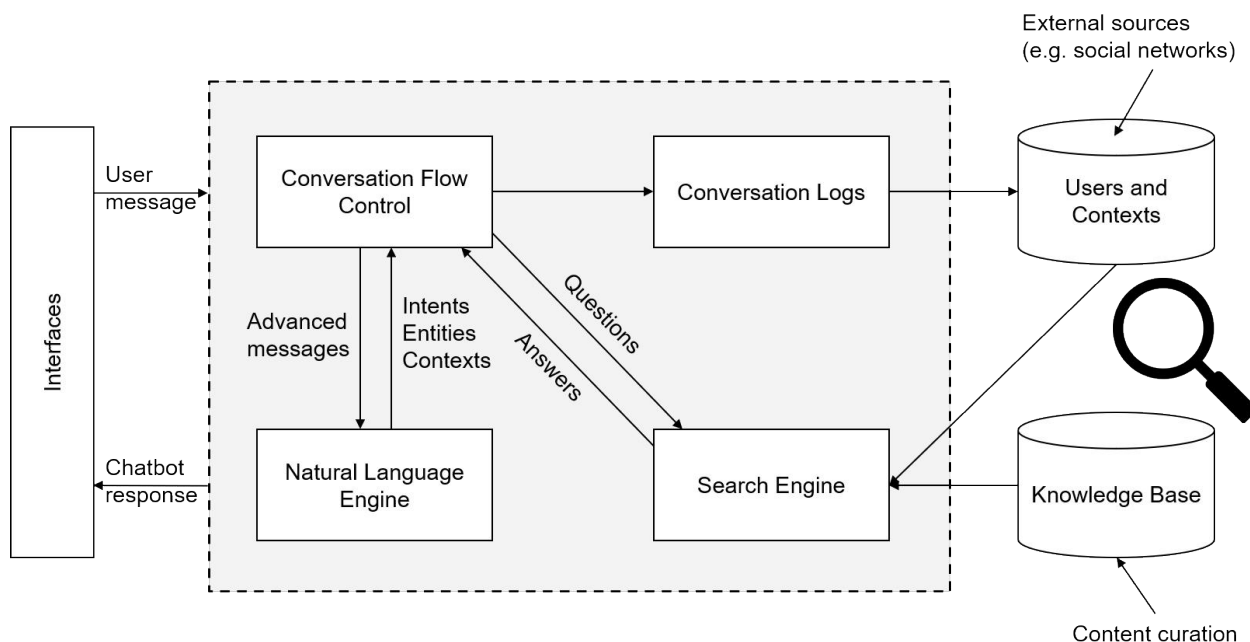 External sources
(e.g. social networks)
User
message
Conversation Flow
Control
Conversation Logs
Users and
Contexts
Interfaces
Advanced
messages
Intents
Entities
Contexts
Questions
Answers
Chatbot
response
Natural Language
Engine
Search Engine
Knowledge Base
Content curation